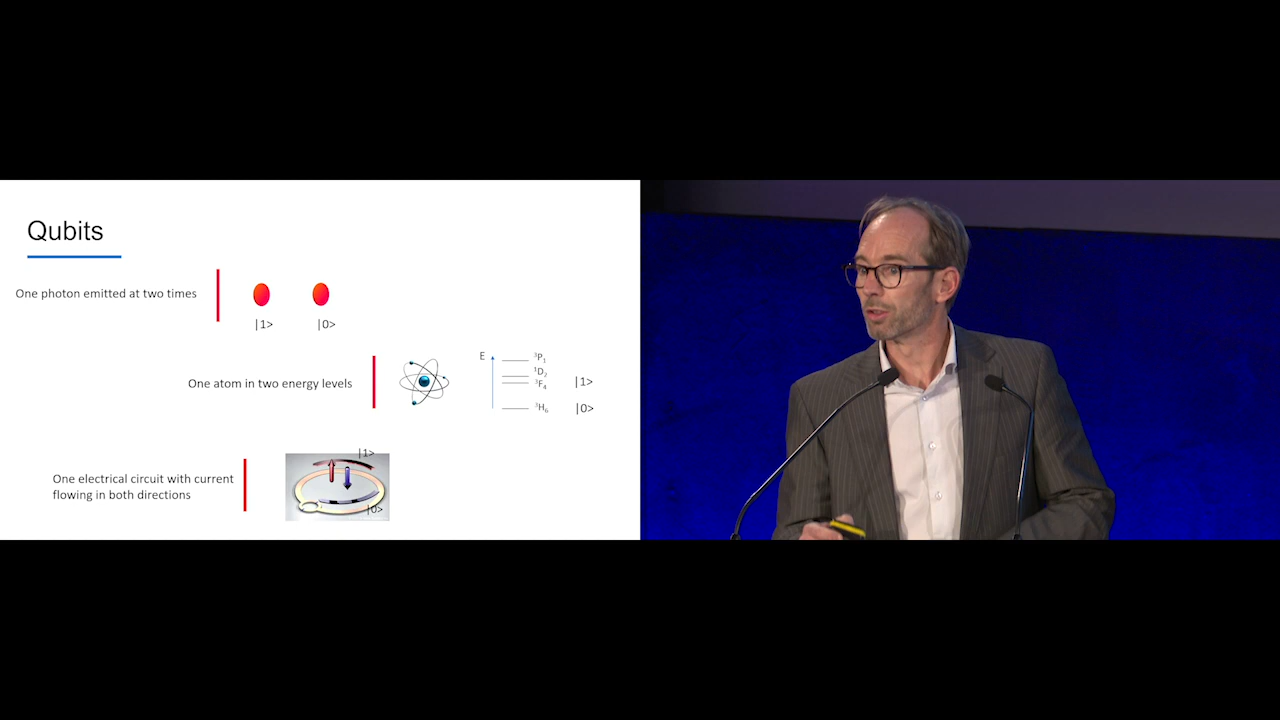 Qubits
One photon emitted at two times
|1>
|0>
One atom in two energy levels
E
³P₁
¹D₂
³F₄
³H₆
|1>
|0>
One electrical circuit with current
flowing in both directions
|1>
|0>